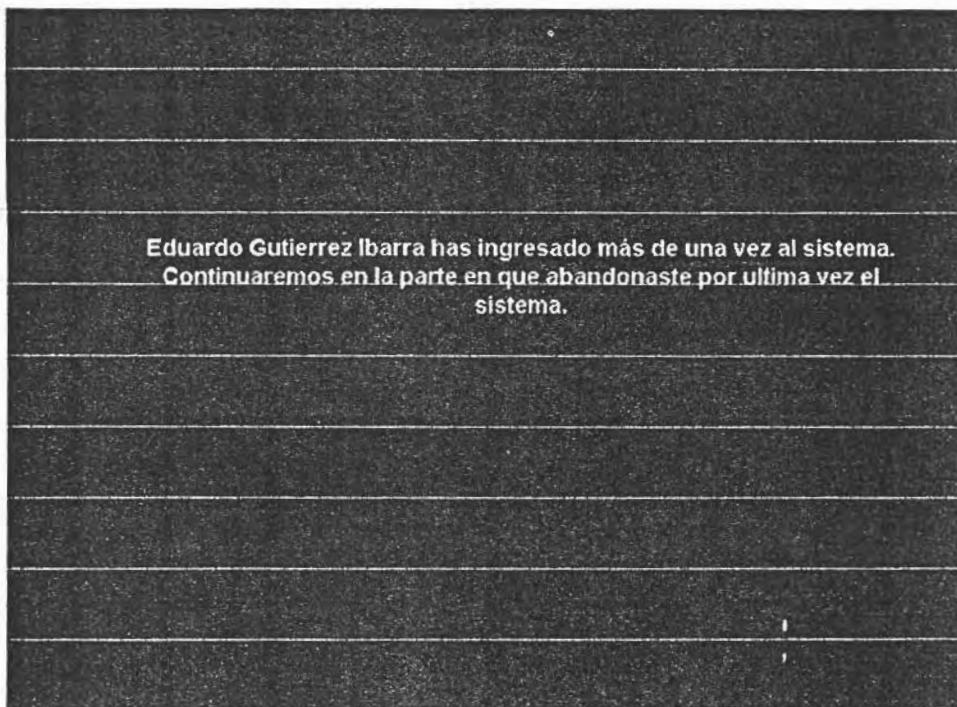 Eduardo Gutierrez Ibarra has ingresado más de una vez al sistema.
Continuaremos en la parte en que abandonaste por ultima vez el
sistema.